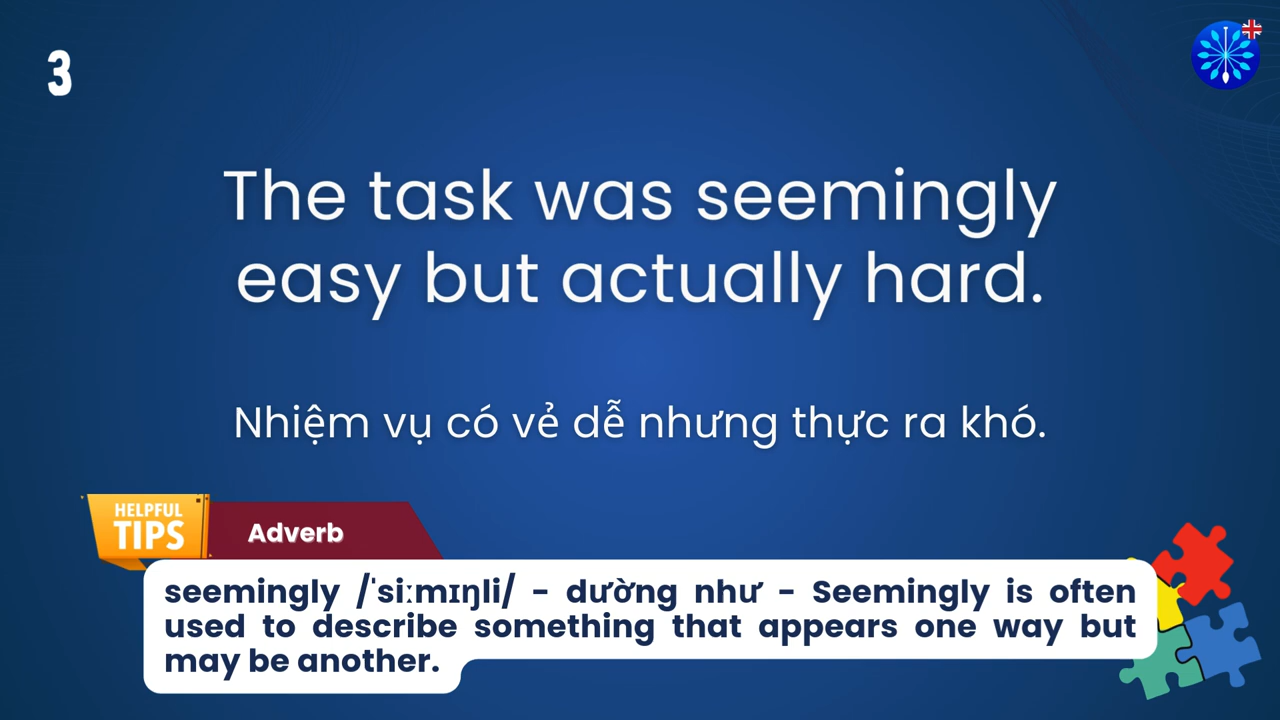 3
The task was seemingly
easy but actually hard.
Nhiệm vụ có vẻ dễ nhưng thực ra khó.
HELPFUL
TIPS
Adverb
seemingly /ˈsiːmɪŋli/ - dường như - Seemingly is often
used to describe something that appears one way but
may be another.